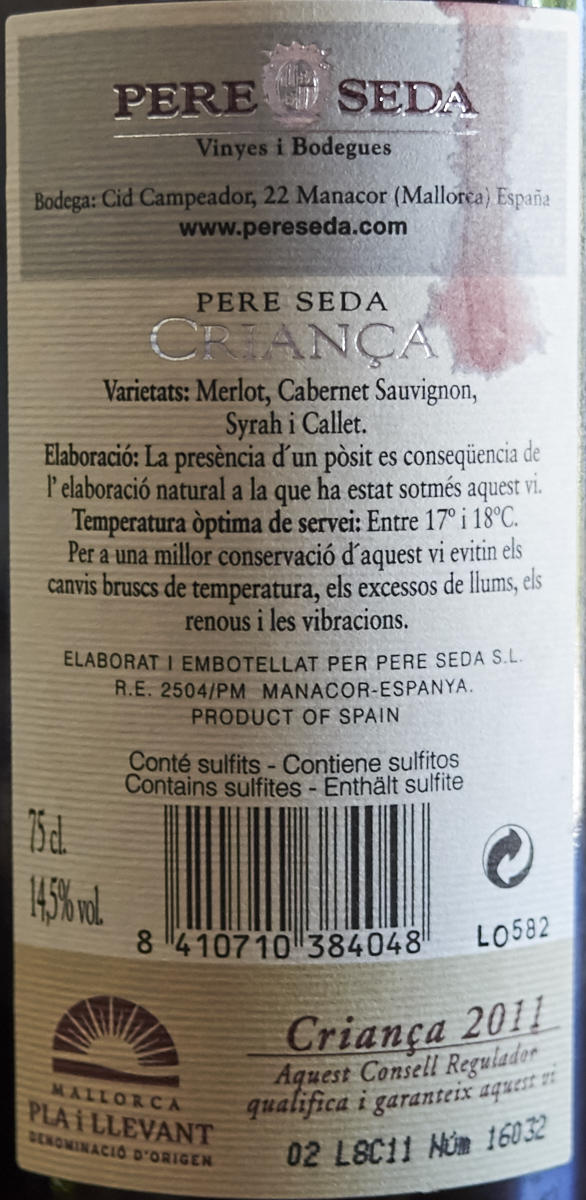 PERE SEDA
Vinyes i Bodegues
Bodega: Cid Campeador, 22 Manacor (Mallorca) España
www.pereseda.com
PERE SEDA
CRIANÇA
Varietats: Merlot, Cabernet Sauvignon,
Syrah i Callet.
Elaboració: La presència d´un pòsit es conseqüencia de
l’ elaboració natural a la que ha estat sotmés aquest vi.
Temperatura òptima de servei: Entre 17º i 18ºC.
Per a una millor conservació d´aquest vi evitin els
canvis bruscs de temperatura, els excessos de llums, els
renous i les vibracions.
ELABORAT I EMBOTELLAT PER PERE SEDA S.L.
R.E. 2504/PM MANACOR-ESPANYA.
PRODUCT OF SPAIN
Conté sulfits - Contiene sulfitos
Contains sulfites - Enthält sulfite
75 cl.
14,5% vol.
8 410710 384048
LO582
MALLORCA
PLA i LLEVANT
DENOMINACIÓ D'ORIGEN
Criança 2011
Aquest Consell Regulador
qualifica i garanteix aquest vi
02 L8C11 Núm 16032